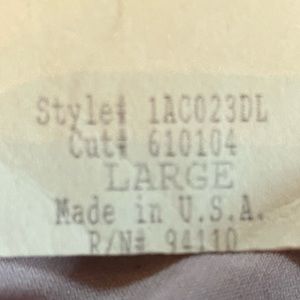 Style# 1AC023DL
Cut# 610104
LARGE
Made in U.S.A.
R/N# 94110